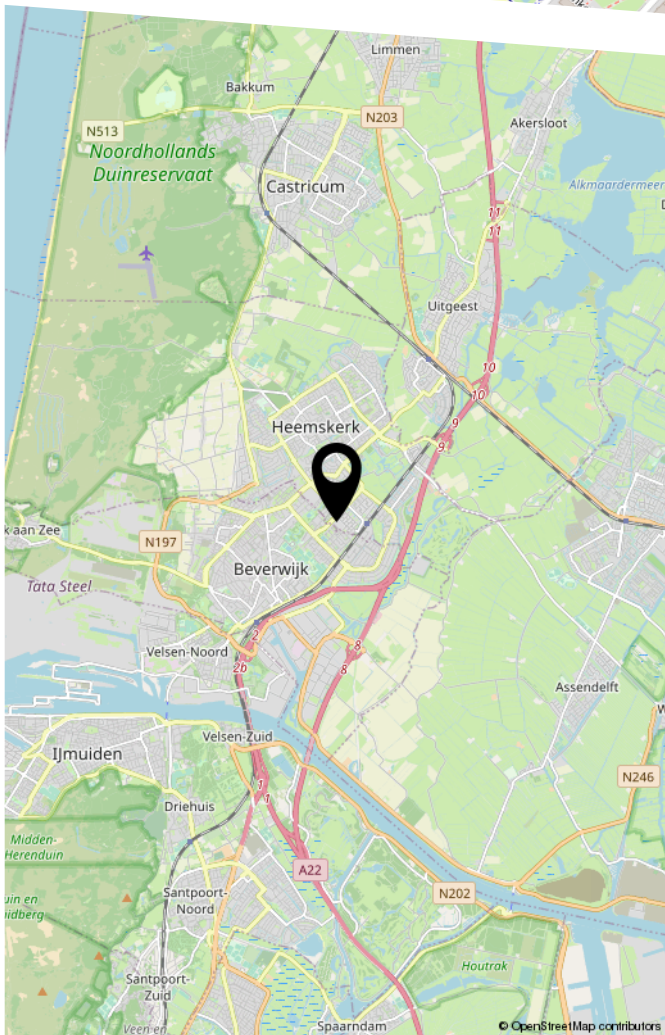 Limmen
Bakkum
N203
Akersloot
N513
Noordhollands
Duinreservaat
Castricum
Alkmaardermeer
11
11
Uitgeest
10
10
Heemskerk
9
9
k aan Zee
N197
Beverwijk
Tata Steel
2
2b
Velsen-Noord
8
8
Assendelft
Velsen-Zuid
IJmuiden
N246
1
1
Driehuis
Midden-
Herenduin
A22
Santpoort-
Noord
N202
uin en
idberg
Houtrak
Santpoort-
Zuid
Spaarndam
Veen en
© OpenStreetMap contributors